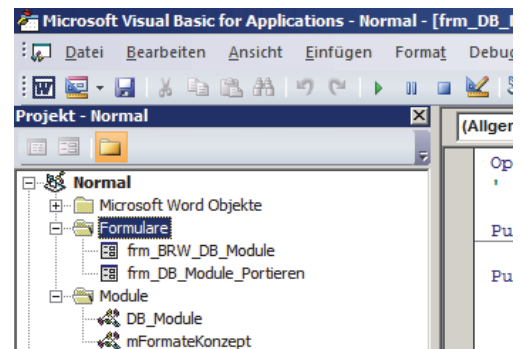 Microsoft Visual Basic for Applications - Normal - [frm_DB_
Datei Bearbeiten Ansicht Einfügen Format Debug
Projekt - Normal
(Allger
Normal
Op
'
Microsoft Word Objekte
Formulare
Pu
frm_BRW_DB_Module
frm_DB_Module_Portieren
Pu
Module
DB_Module
mFormateKonzept